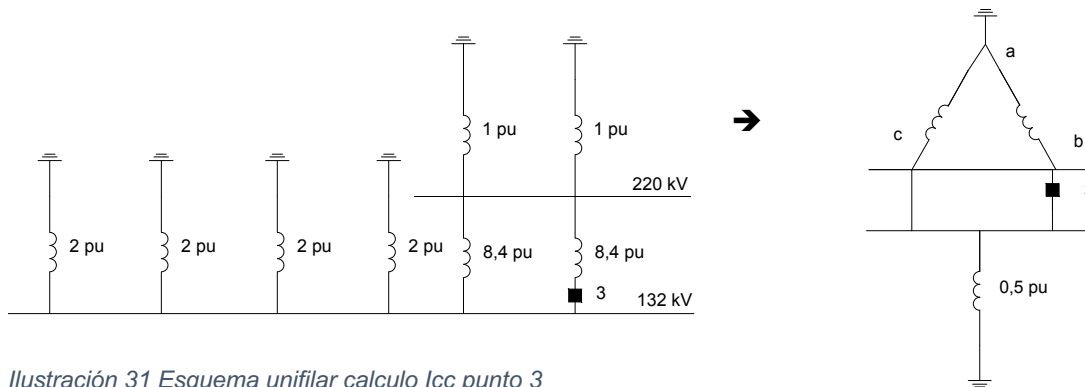 a
1 pu
1 pu
➔
c
b
220 kV
2 pu
2 pu
2 pu
2 pu
8,4 pu
8,4 pu
3
132 kV
0,5 pu
Ilustración 31 Esquema unifilar calculo Icc punto 3